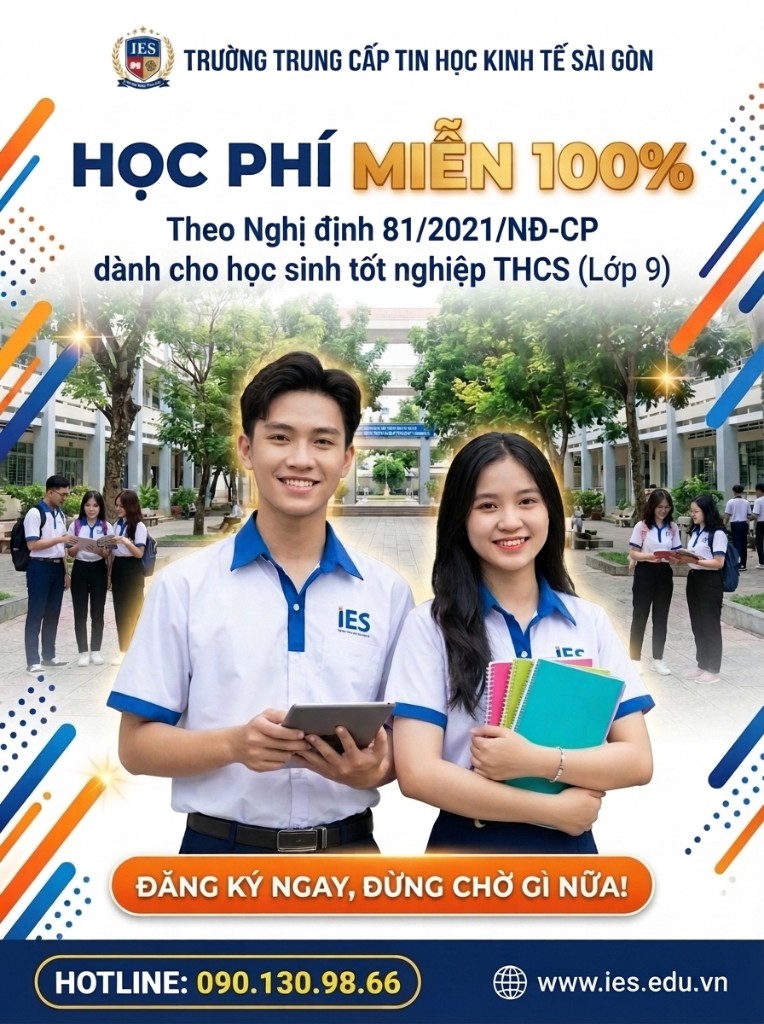 IES
TRƯỜNG TRUNG CẤP TIN HỌC KINH TẾ SÀI GÒN
HỌC PHÍ MIỄN 100%
Theo Nghị định 81/2021/NĐ-CP
dành cho học sinh tốt nghiệp THCS (Lớp 9)
IES
IES
ĐĂNG KÝ NGAY, ĐỪNG CHỜ GÌ NỮA!
HOTLINE: 090.130.98.66
www.ies.edu.vn